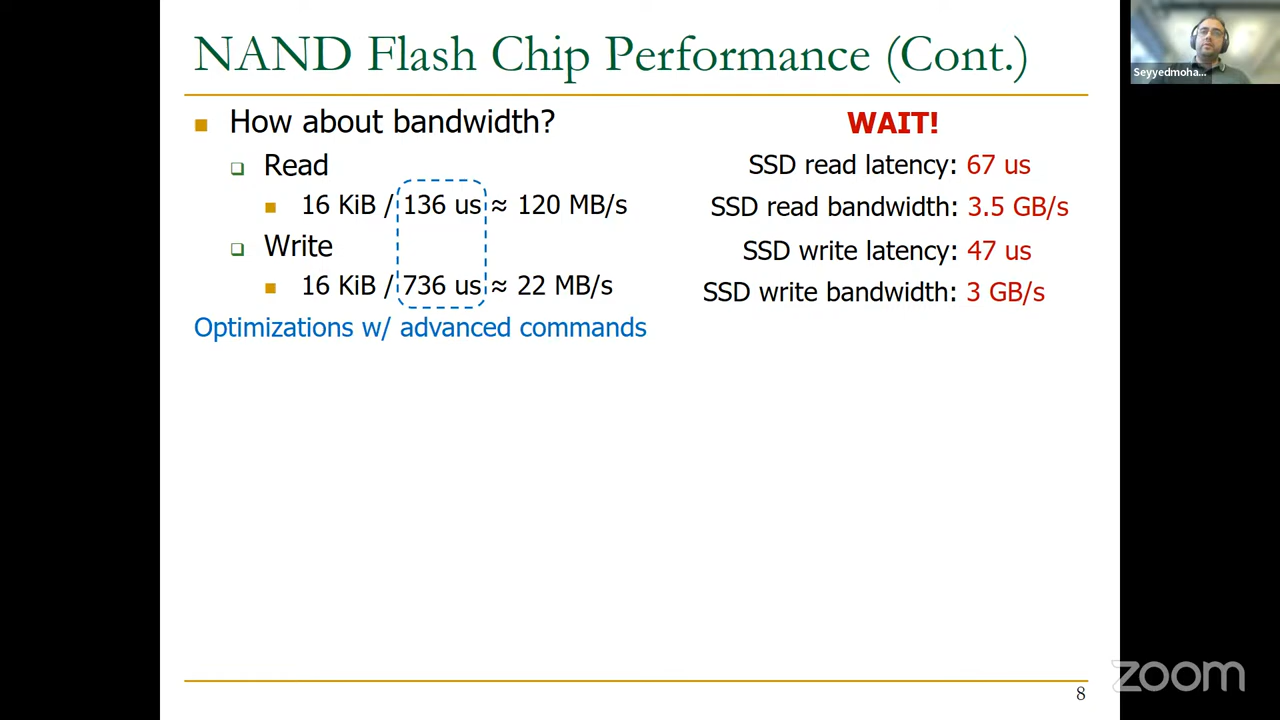 NAND Flash Chip Performance (Cont.)
How about bandwidth?
Read
16 KiB / 136 us ≈ 120 MB/s
Write
16 KiB / 736 us ≈ 22 MB/s
Optimizations w/ advanced commands
WAIT!
SSD read latency: 67 us
SSD read bandwidth: 3.5 GB/s
SSD write latency: 47 us
SSD write bandwidth: 3 GB/s
Seyyedmoha...
8
zoom